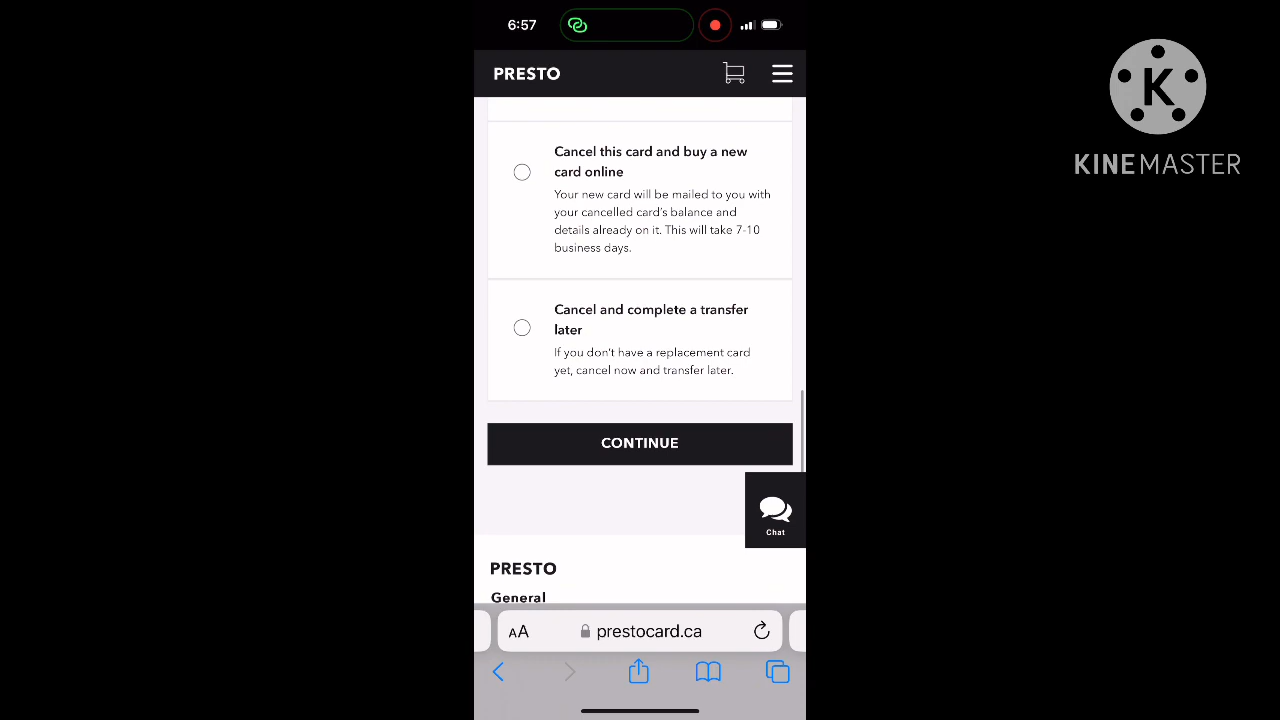 6:57
PRESTO
K
KINEMASTER
Cancel this card and buy a new
card online
Your new card will be mailed to you with
your cancelled card's balance and
details already on it. This will take 7-10
business days.
Cancel and complete a transfer
later
If you don't have a replacement card
yet, cancel now and transfer later.
CONTINUE
Chat
PRESTO
General
AA
prestocard.ca